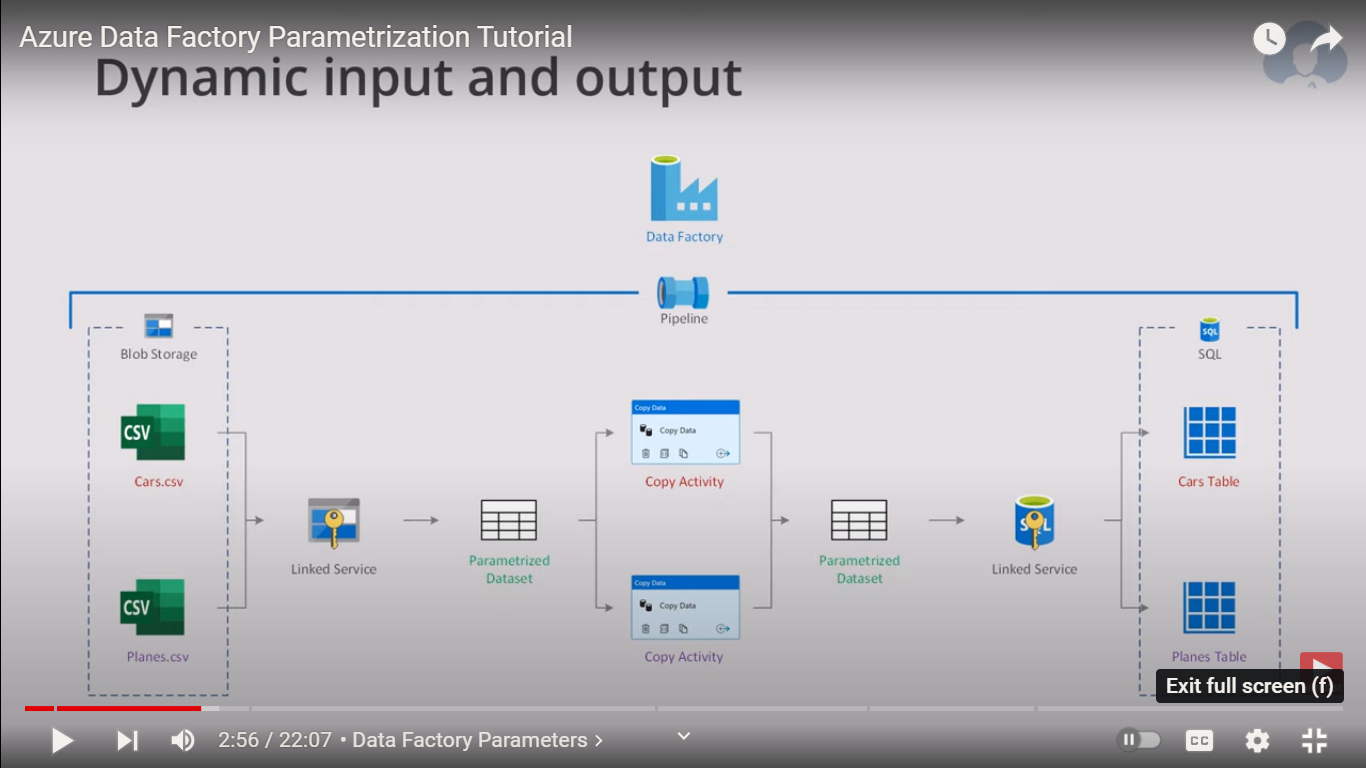 Azure Data Factory Parametrization Tutorial
Dynamic input and output
Data Factory
Pipeline
Blob Storage
SQL
SQL
CSV
Cars.csv
Copy Data
Copy Data
Copy Activity
Cars Table
Linked Service
Parametrized
Dataset
Parametrized
Dataset
SQL
Linked Service
CSV
Planes.csv
Copy Data
Copy Data
Copy Activity
Planes Table
Exit full screen (f)
2:56 / 22:07 • Data Factory Parameters
CC